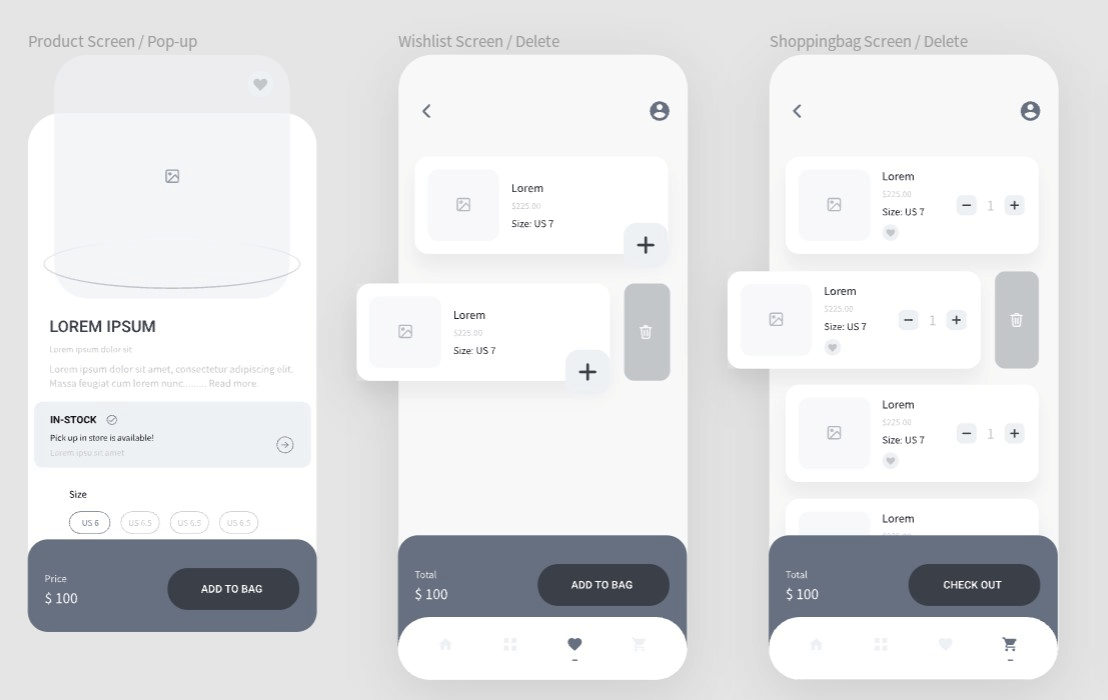 Product Screen / Pop-up
LOREM IPSUM
Lorem ipsum dolor sit
Lorem ipsum dolor sit amet, consectetur adipiscing elit.
Massa feugiat cum lorem nunc......... Read more.
IN-STOCK
Pick up in store is available!
Lorem ipsu sit amet
Size
US 6
US 6.5
US 6.5
US 8.5
Price
$ 100
ADD TO BAG
Wishlist Screen / Delete
Lorem
$225.00
Size: US 7
Lorem
$225.00
Size: US 7
Total
$ 100
ADD TO BAG
Shoppingbag Screen / Delete
Lorem
$225.00
Size: US 7
1
Lorem
$225.00
Size: US 7
1
Lorem
$225.00
Size: US 7
1
Lorem
Total
$ 100
CHECK OUT